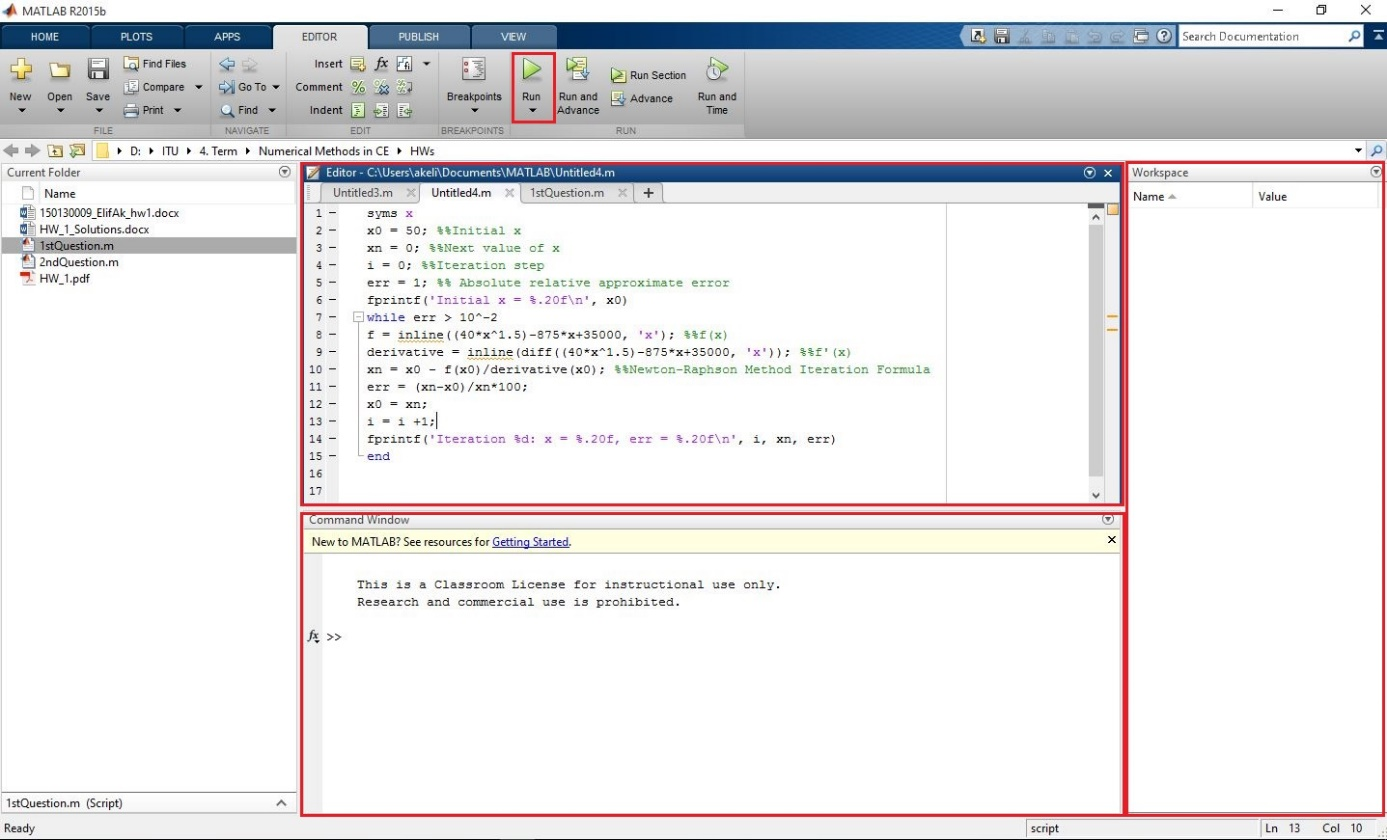 MATLAB R2015b
HOME PLOTS APPS EDITOR PUBLISH VIEW Search Documentation
New Open Save Find Files Compare Print
FILE
Go To Find
NAVIGATE
Insert fx
Comment %
Indent
EDIT
Breakpoints
BREAKPOINTS
Run Run and Advance Run Section Advance Run and Time
RUN
D: ITU 4. Term Numerical Methods in CE HWs
Current Folder
Name
150130009_ElifAk_hw1.docx
HW_1_Solutions.docx
1stQuestion.m
2ndQuestion.m
HW_1.pdf
1stQuestion.m (Script)
Editor - C:\Users\akeli\Documents\MATLAB\Untitled4.m
Untitled3.m Untitled4.m 1stQuestion.m +
1 – syms x
2 – x0 = 50; %%Initial x
3 – xn = 0; %%Next value of x
4 – i = 0; %%Iteration step
5 – err = 1; %% Absolute relative approximate error
6 – fprintf('Initial x = %.20f\n', x0)
7 – while err > 10^-2
8 – f = inline((40*x^1.5)-875*x+35000, 'x'); %%f(x)
9 – derivative = inline(diff((40*x^1.5)-875*x+35000, 'x')); %%f'(x)
10 – xn = x0 - f(x0)/derivative(x0); %%Newton-Raphson Method Iteration Formula
11 – err = (xn-x0)/xn*100;
12 – x0 = xn;
13 – i = i +1;
14 – fprintf('Iteration %d: x = %.20f, err = %.20f\n', i, xn, err)
15 – end
16
17
Command Window
New to MATLAB? See resources for Getting Started.
This is a Classroom License for instructional use only.
Research and commercial use is prohibited.
fx >>
Workspace
Name Value
Ready script Ln 13 Col 10